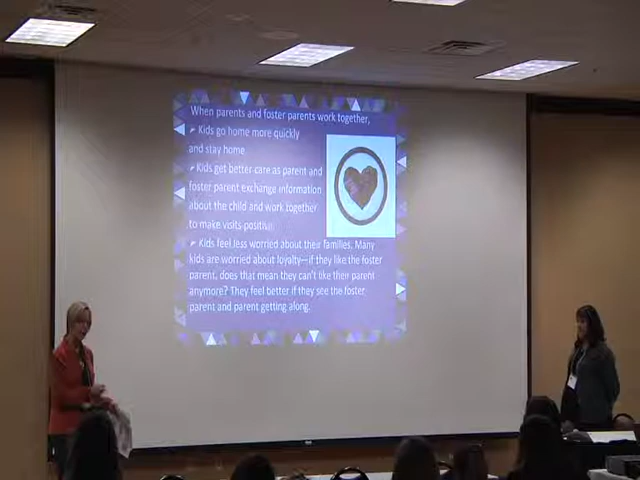 When parents and foster parents work together,
➢ Kids go home more quickly
and stay home
➢ Kids get better care as parent and
foster parent exchange information
about the child and work together
to make visits positive.
➢ Kids feel less worried about their families. Many
kids are worried about loyalty—if they like the foster
parent, does that mean they can't like their parent
anymore? They feel better if they see the foster
parent and parent getting along.